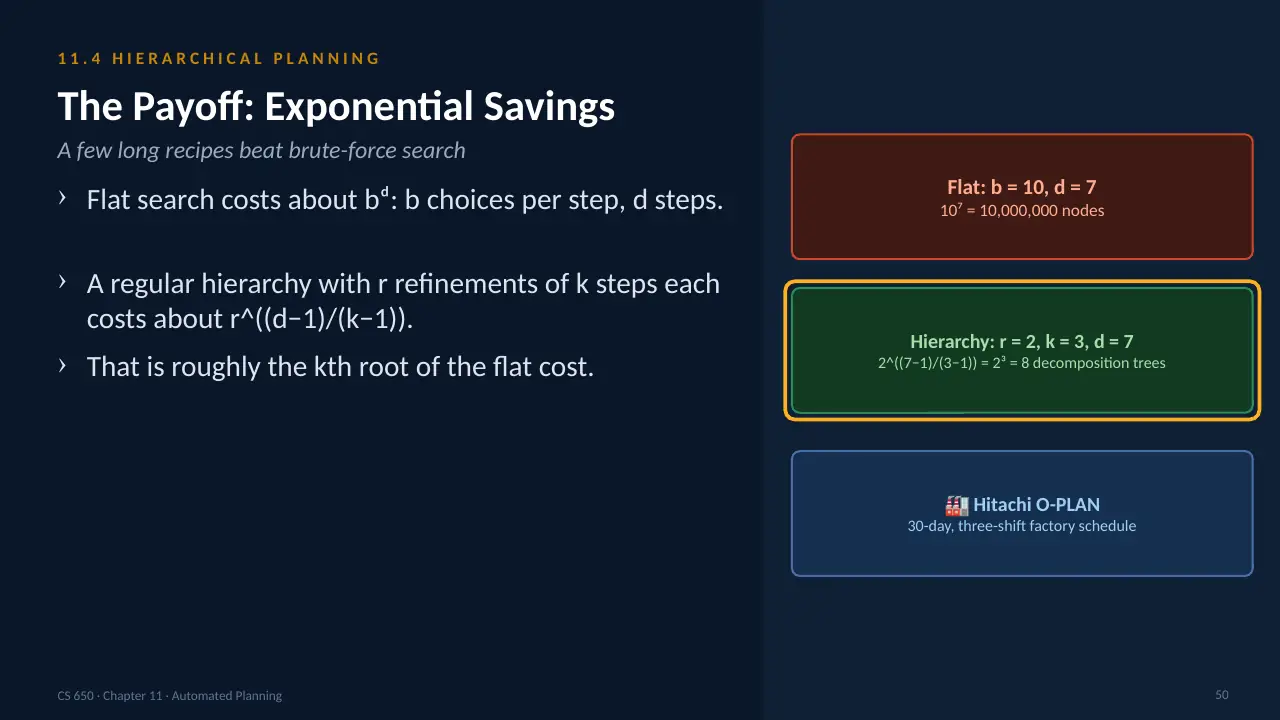 11.4 HIERARCHICAL PLANNING
The Payoff: Exponential Savings
A few long recipes beat brute-force search
› Flat search costs about bᵈ: b choices per step, d steps.
› A regular hierarchy with r refinements of k steps each
costs about r^((d−1)/(k−1)).
› That is roughly the kth root of the flat cost.
Flat: b = 10, d = 7
10⁷ = 10,000,000 nodes
Hierarchy: r = 2, k = 3, d = 7
2^((7−1)/(3−1)) = 2³ = 8 decomposition trees
🏭 Hitachi O-PLAN
30-day, three-shift factory schedule
CS 650 · Chapter 11 · Automated Planning
50